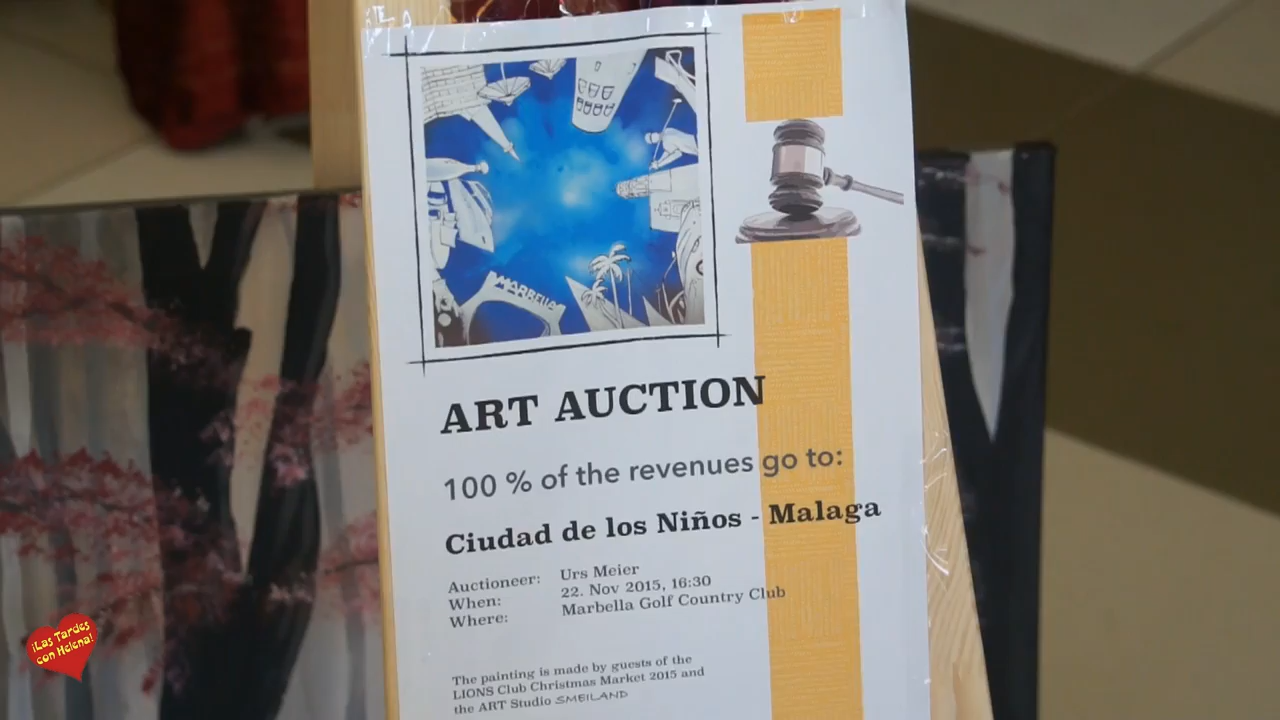 MARBELLA
ART AUCTION
100 % of the revenues go to:
Ciudad de los Niños - Malaga
Auctioneer: Urs Meier
When: 22. Nov 2015, 16:30
Where: Marbella Golf Country Club
The painting is made by guests of the
LIONS Club Christmas Market 2015 and
the ART Studio SMEILAND
¡Las Tardes
con Helena!